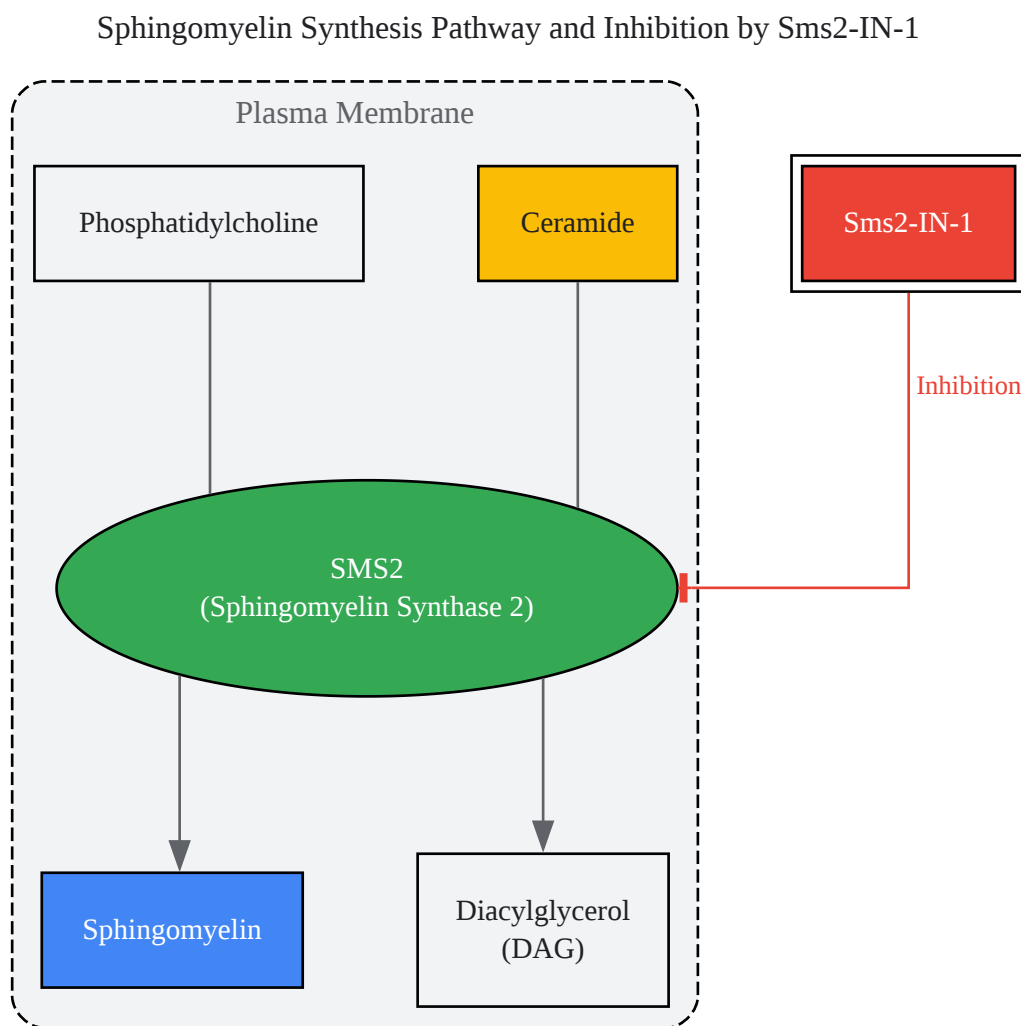 Sphingomyelin Synthesis Pathway and Inhibition by Sms2-IN-1
Plasma Membrane
Phosphatidylcholine
Ceramide
Sms2-IN-1
Inhibition
SMS2
(Sphingomyelin Synthase 2)
Sphingomyelin
Diacylglycerol
(DAG)